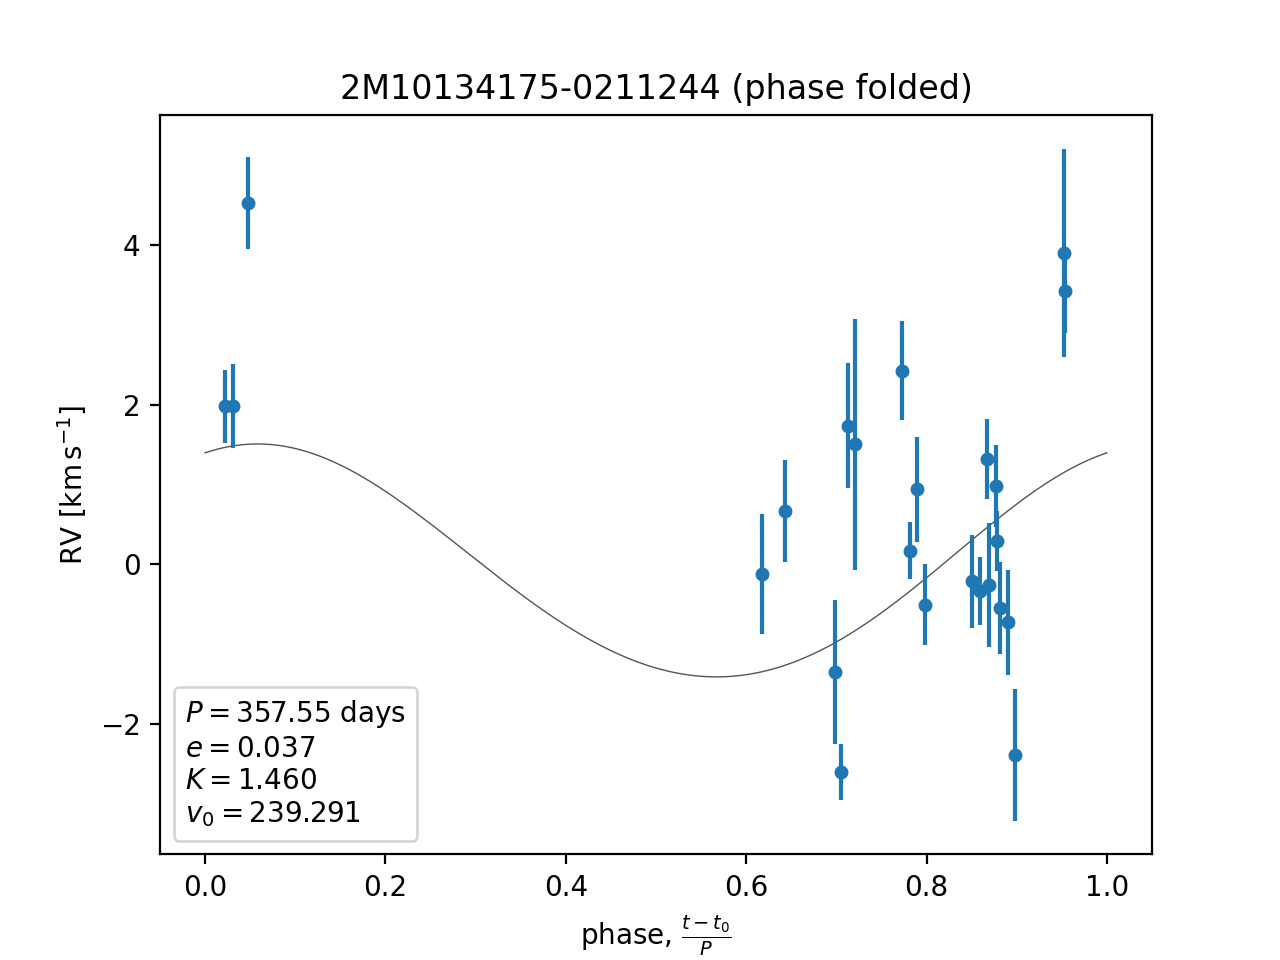 2M10134175-0211244 (phase folded)
RV [km s⁻¹]
4
2
0
−2
P = 357.55 days
e = 0.037
K = 1.460
v₀ = 239.291
0.0 0.2 0.4 0.6 0.8 1.0
phase, (t − t₀)/P